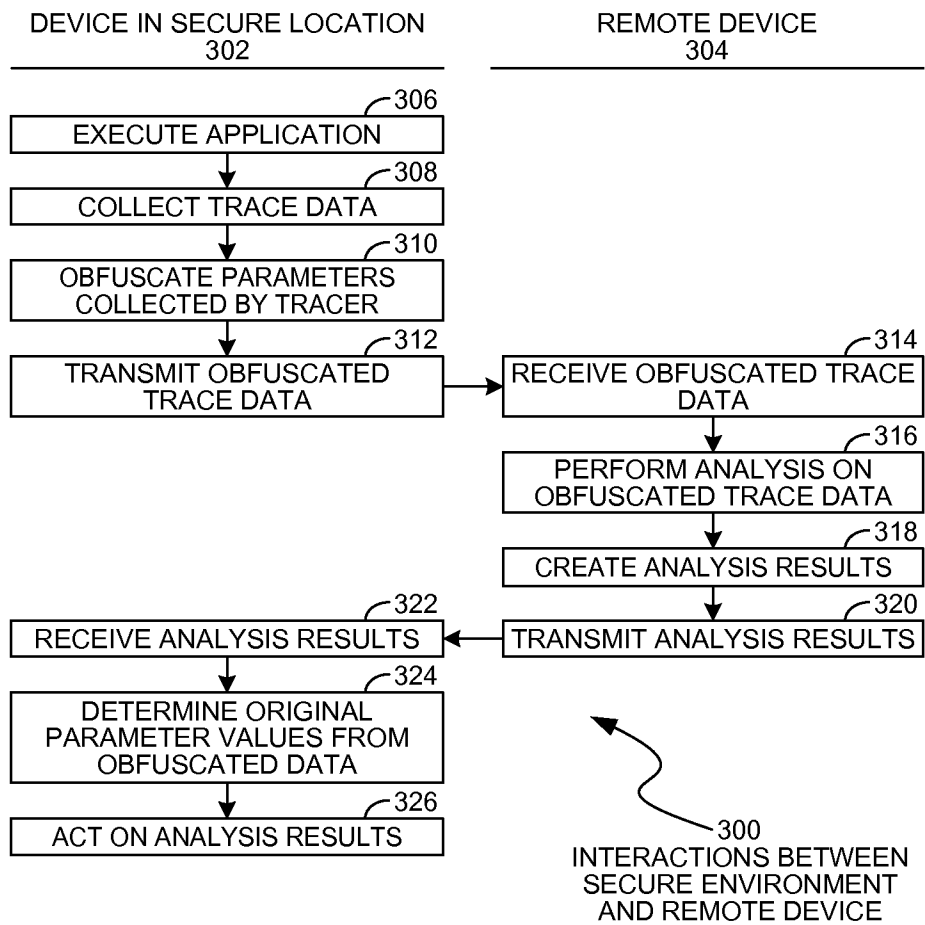 DEVICE IN SECURE LOCATION
302
REMOTE DEVICE
304
306
EXECUTE APPLICATION
308
COLLECT TRACE DATA
310
OBFUSCATE PARAMETERS
COLLECTED BY TRACER
312
TRANSMIT OBFUSCATED
TRACE DATA
314
RECEIVE OBFUSCATED TRACE
DATA
316
PERFORM ANALYSIS ON
OBFUSCATED TRACE DATA
318
CREATE ANALYSIS RESULTS
320
TRANSMIT ANALYSIS RESULTS
322
RECEIVE ANALYSIS RESULTS
324
DETERMINE ORIGINAL
PARAMETER VALUES FROM
OBFUSCATED DATA
326
ACT ON ANALYSIS RESULTS
300
INTERACTIONS BETWEEN
SECURE ENVIRONMENT
AND REMOTE DEVICE